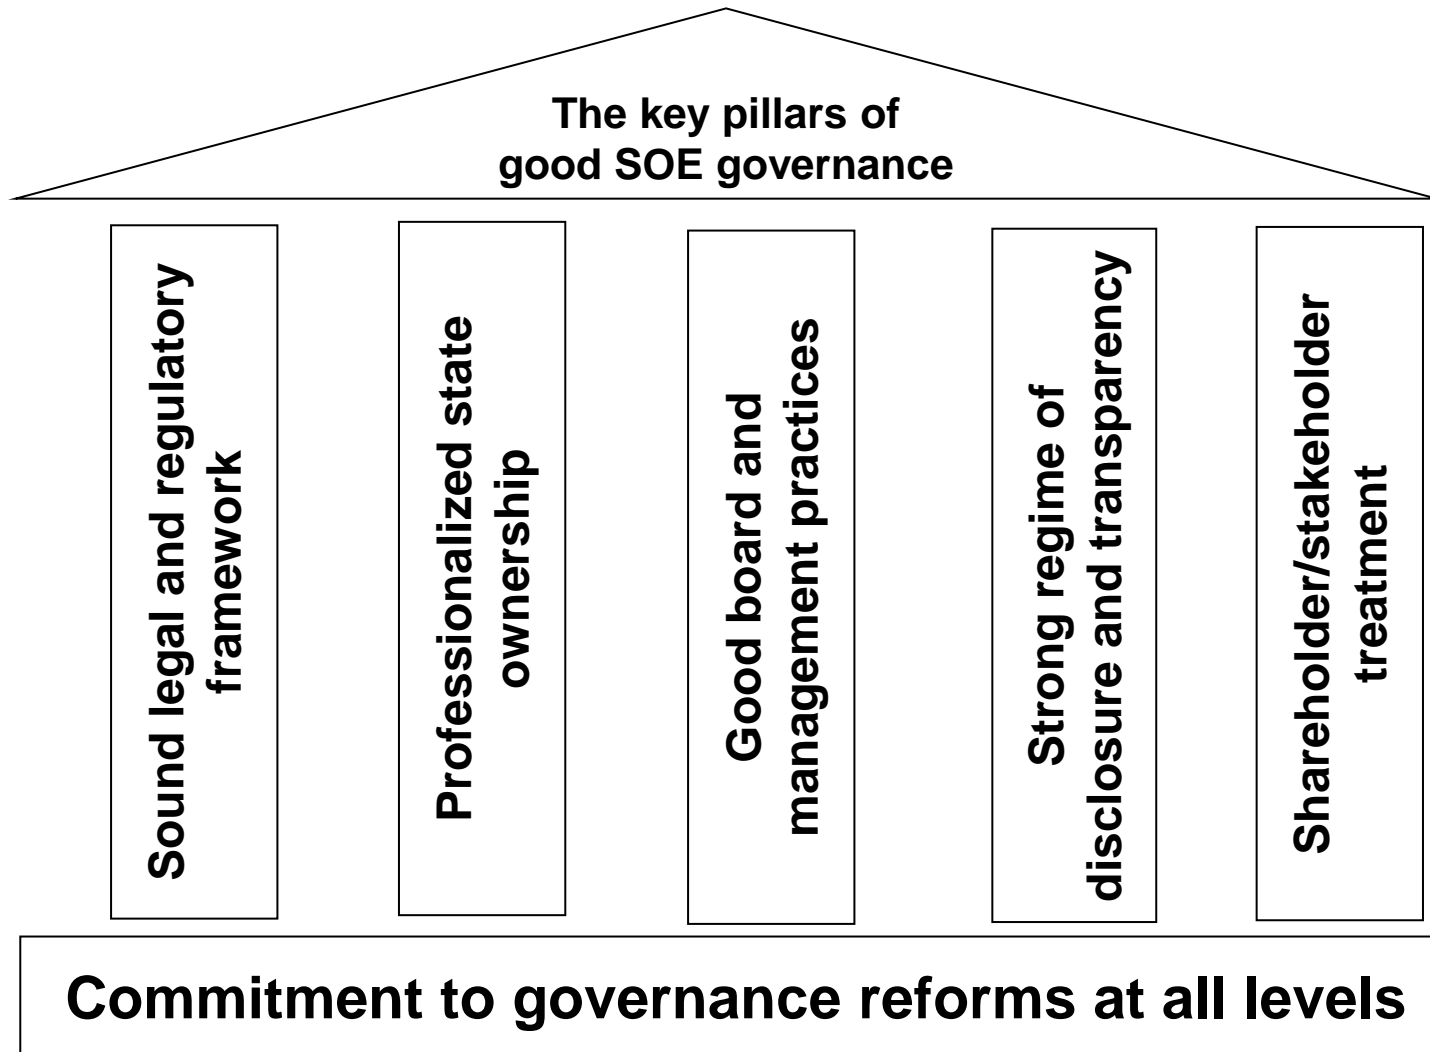 The key pillars of
good SOE governance
Sound legal and regulatory
framework
Professionalized state
ownership
Good board and
management practices
Strong regime of
disclosure and transparency
Shareholder/stakeholder
treatment
Commitment to governance reforms at all levels